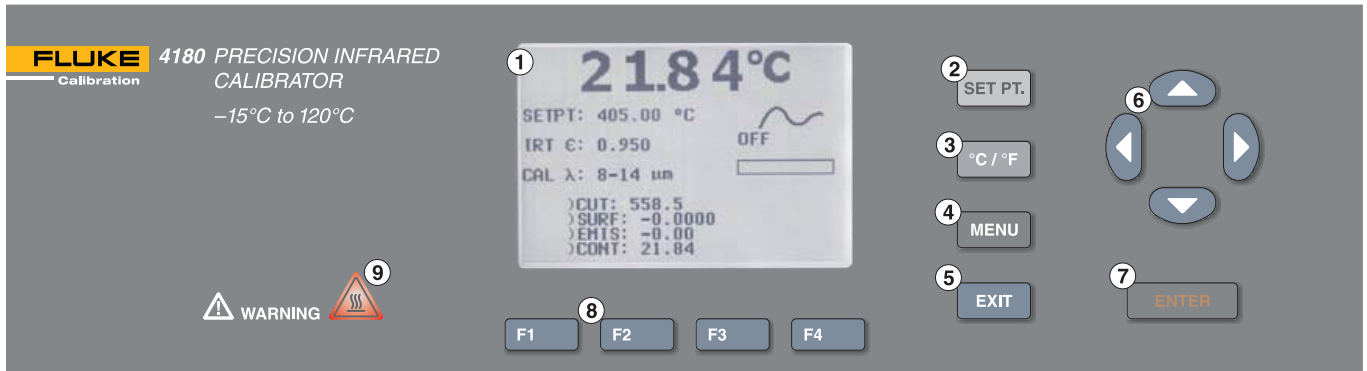 FLUKE
Calibration
4180 PRECISION INFRARED
CALIBRATOR
–15°C to 120°C
1
21.84°C
SETPT: 405.00 °C
OFF
IRT ε: 0.950
CAL λ: 8-14 µm
)CUT: 558.5
)SURF: -0.0000
)EMIS: -0.00
)CONT: 21.84
2
SET PT.
3
°C / °F
4
MENU
5
EXIT
6
7
ENTER
8
F1
F2
F3
F4
9
WARNING